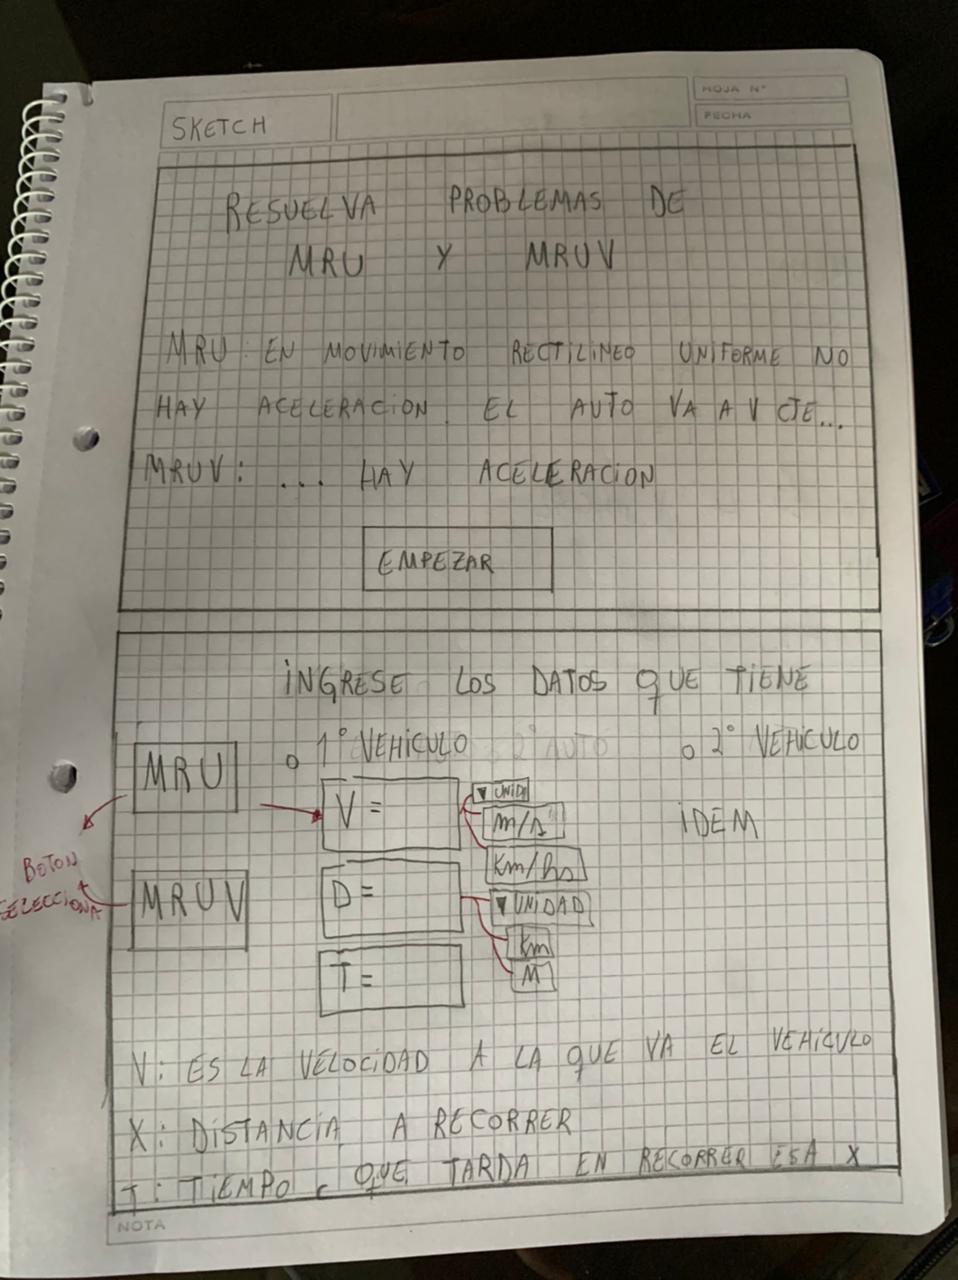 HOJA N°
SKETCH
FECHA
RESUELVA PROBLEMAS DE
MRU Y MRUV
MRU: EN MOVIMIENTO RECTILINEO UNIFORME NO
HAY ACELERACION. EL AUTO VA A V CTE...
MRUV: ... HAY ACELERACION
EMPEZAR
INGRESE LOS DATOS QUE TIENE
1° VEHICULO 2° AUTO 2° VEHICULO
MRU
V =
▼ UNID
m/s
IDEM
Km/hs
BOTON
SELECCIONA
MRUV
D =
▼ UNIDAD
Km
M
T =
V: ES LA VELOCIDAD A LA QUE VA EL VEHICULO
X: DISTANCIA A RECORRER
T: TIEMPO QUE TARDA EN RECORRER ESA X
NOTA